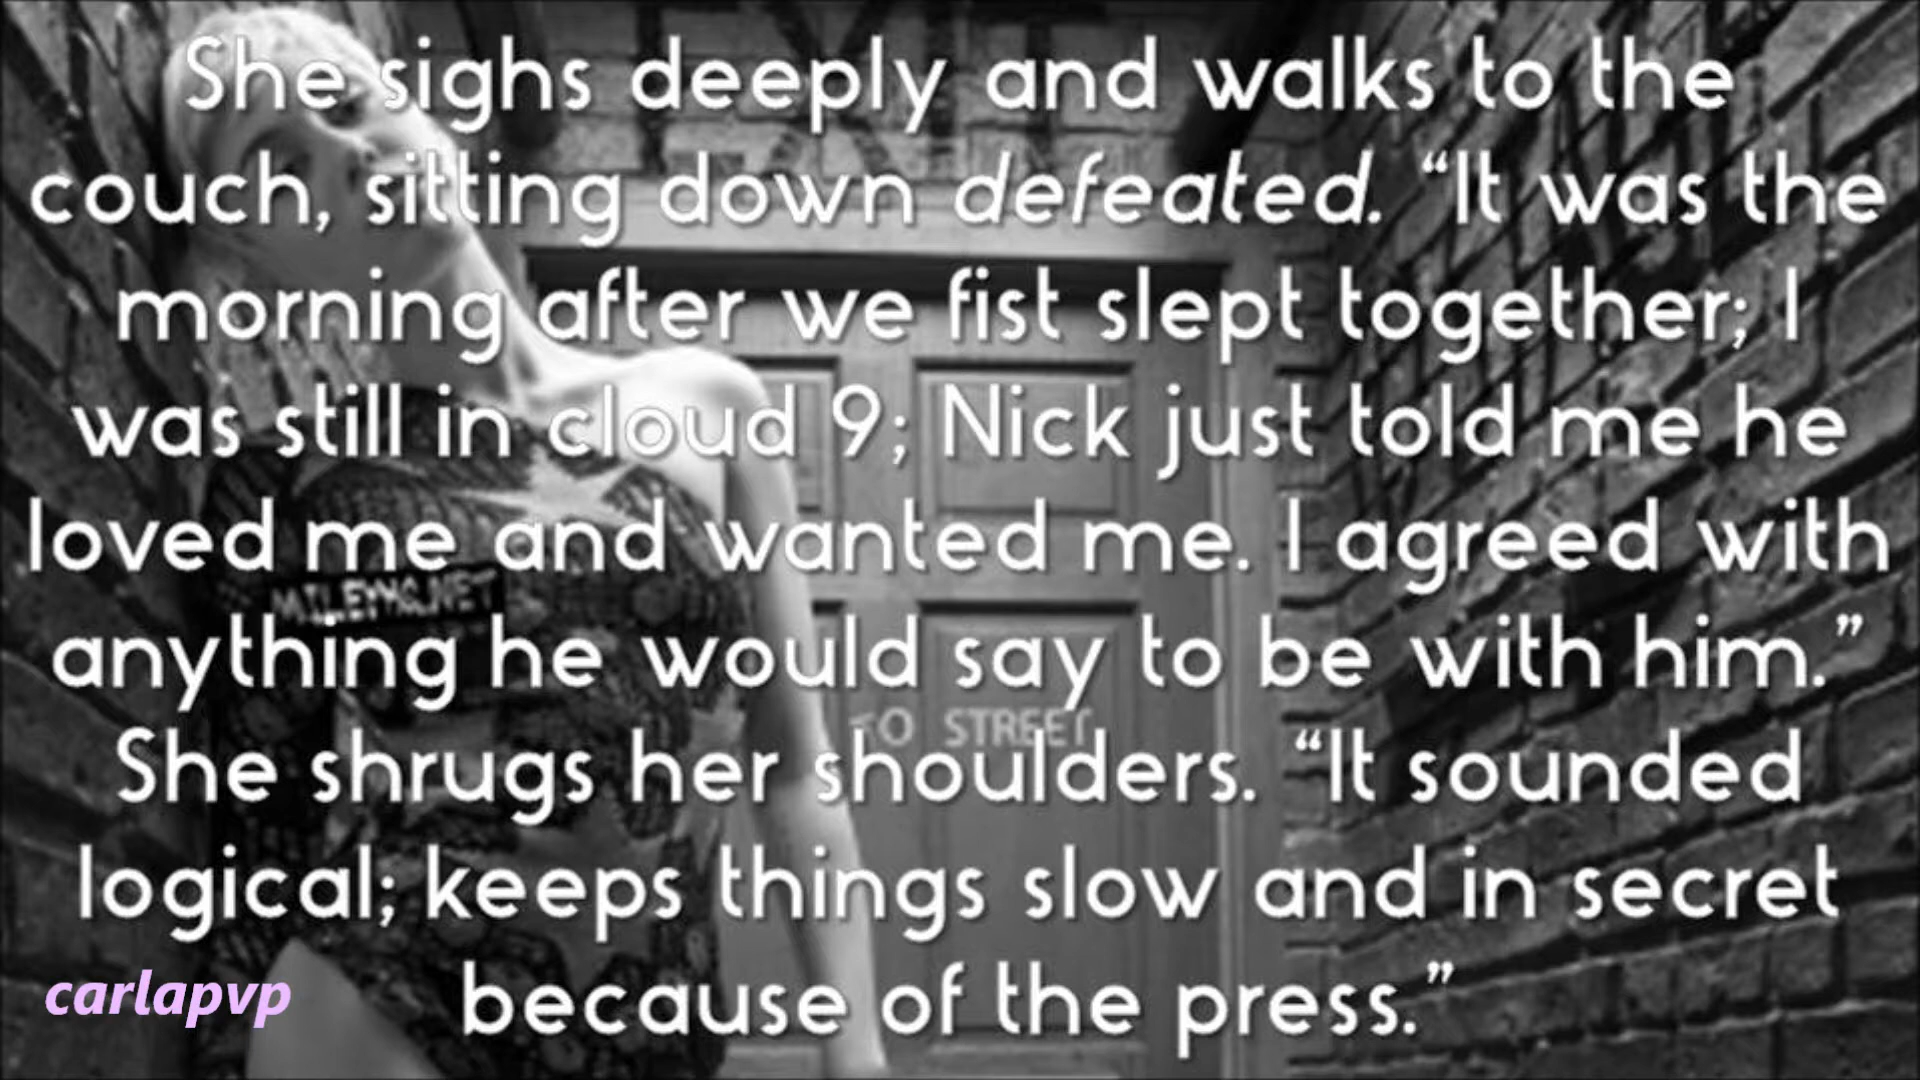 She sighs deeply and walks to the
couch, sitting down defeated. “It was the
morning after we fist slept together; I
was still in cloud 9; Nick just told me he
loved me and wanted me. I agreed with
anything he would say to be with him.”
TO STREET
She shrugs her shoulders. “It sounded
logical; keeps things slow and in secret
because of the press.”
carlapvp